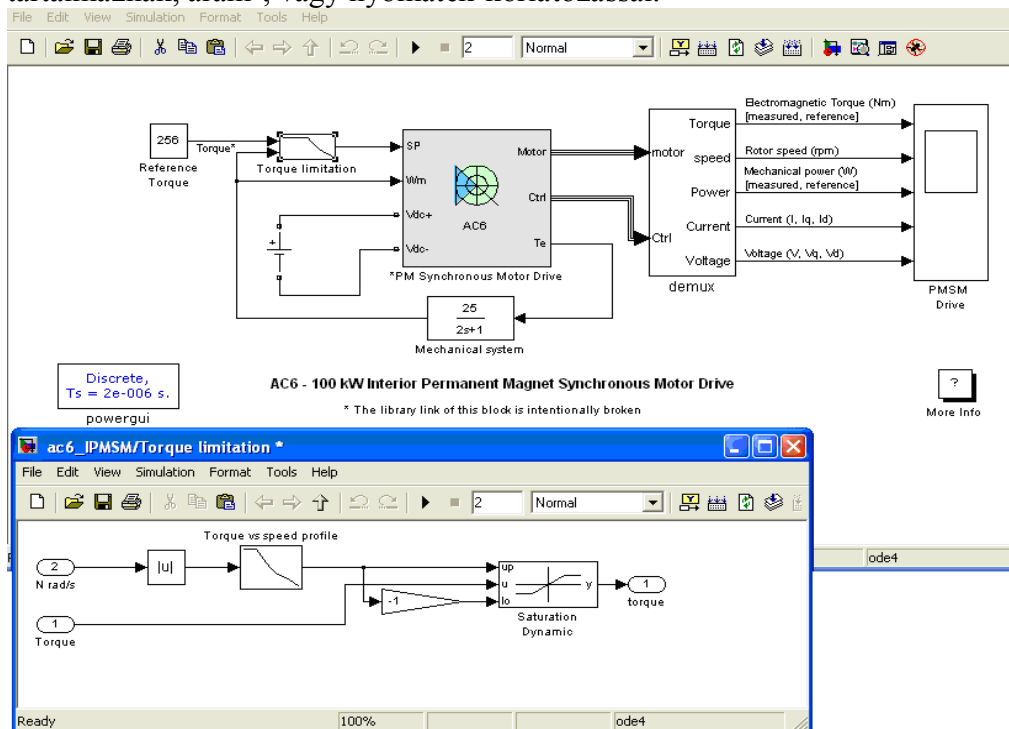 tartalmaznak, áram-, vagy nyomaték-korlátozással.
File Edit View Simulation Format Tools Help
2 Normal
256
Reference
Torque
Torque*
Torque limitation
SP
Wm
Vdc+
Vdc-
Motor
Ctrl
Te
AC6
*PM Synchronous Motor Drive
+
25
2s+1
Mechanical system
motor
Ctrl
Torque
speed
Power
Current
Voltage
demux
Electromagnetic Torque (Nm)
[measured, reference]
Rotor speed (rpm)
Mechanical power (W)
[measured, reference]
Current (I, Iq, Id)
Voltage (V, Vq, Vd)
PMSM
Drive
Discrete,
Ts = 2e-006 s.
powergui
AC6 - 100 kW Interior Permanent Magnet Synchronous Motor Drive
* The library link of this block is intentionally broken
?
More Info
ode4
ac6_IPMSM/Torque limitation *
File Edit View Simulation Format Tools Help
2 Normal
Torque vs speed profile
2
N rad/s
|u|
-1
1
Torque
up
u
lo
y
Saturation
Dynamic
1
torque
Ready 100% ode4